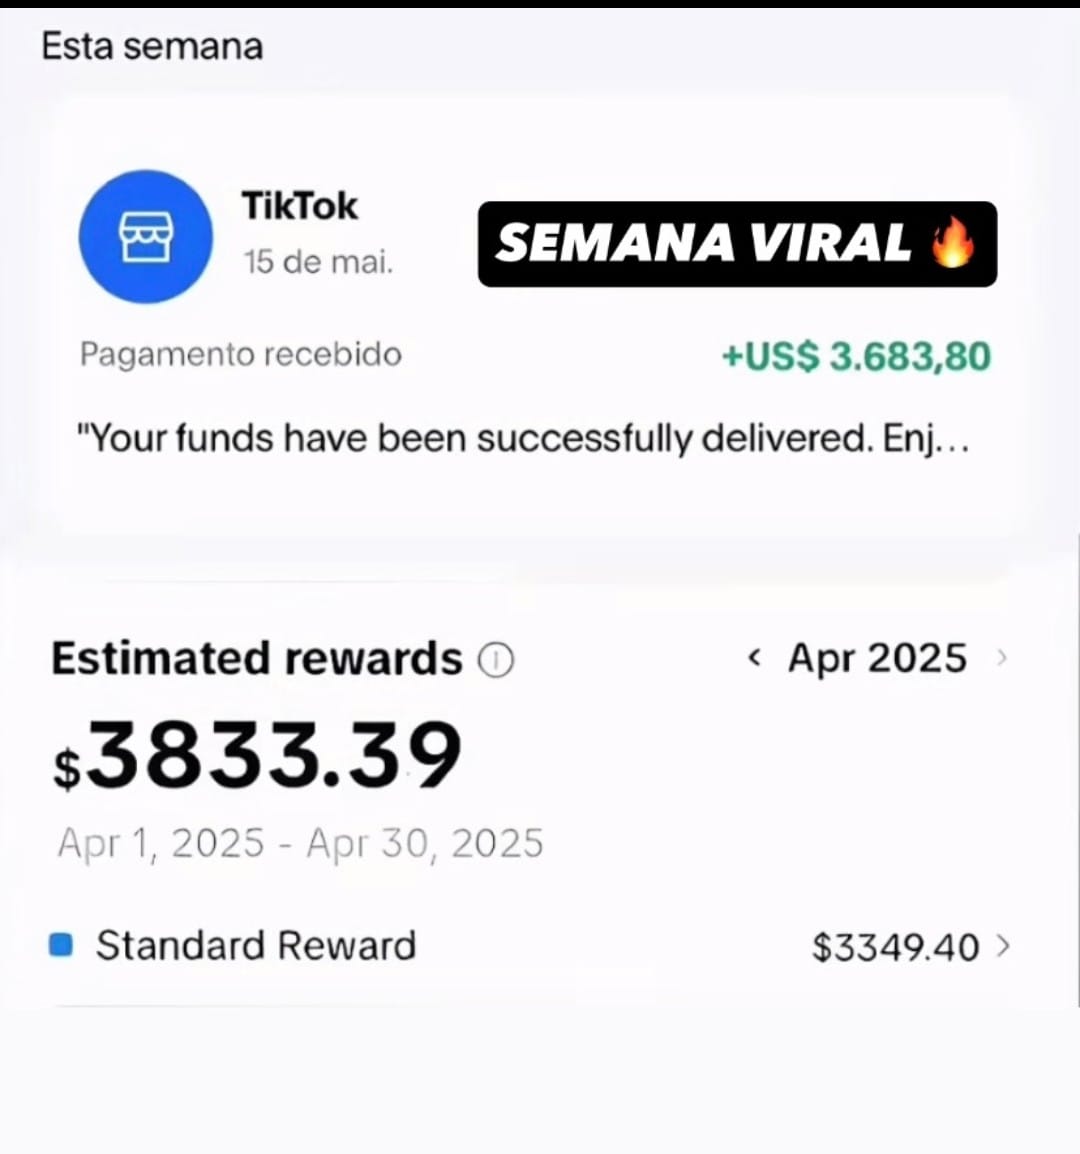 Esta semana
TikTok
SEMANA VIRAL 🔥
15 de mai.
Pagamento recebido +US$ 3.683,80
"Your funds have been successfully delivered. Enj...
Estimated rewards < Apr 2025 >
$3833.39
Apr 1, 2025 - Apr 30, 2025
Standard Reward $3349.40 >